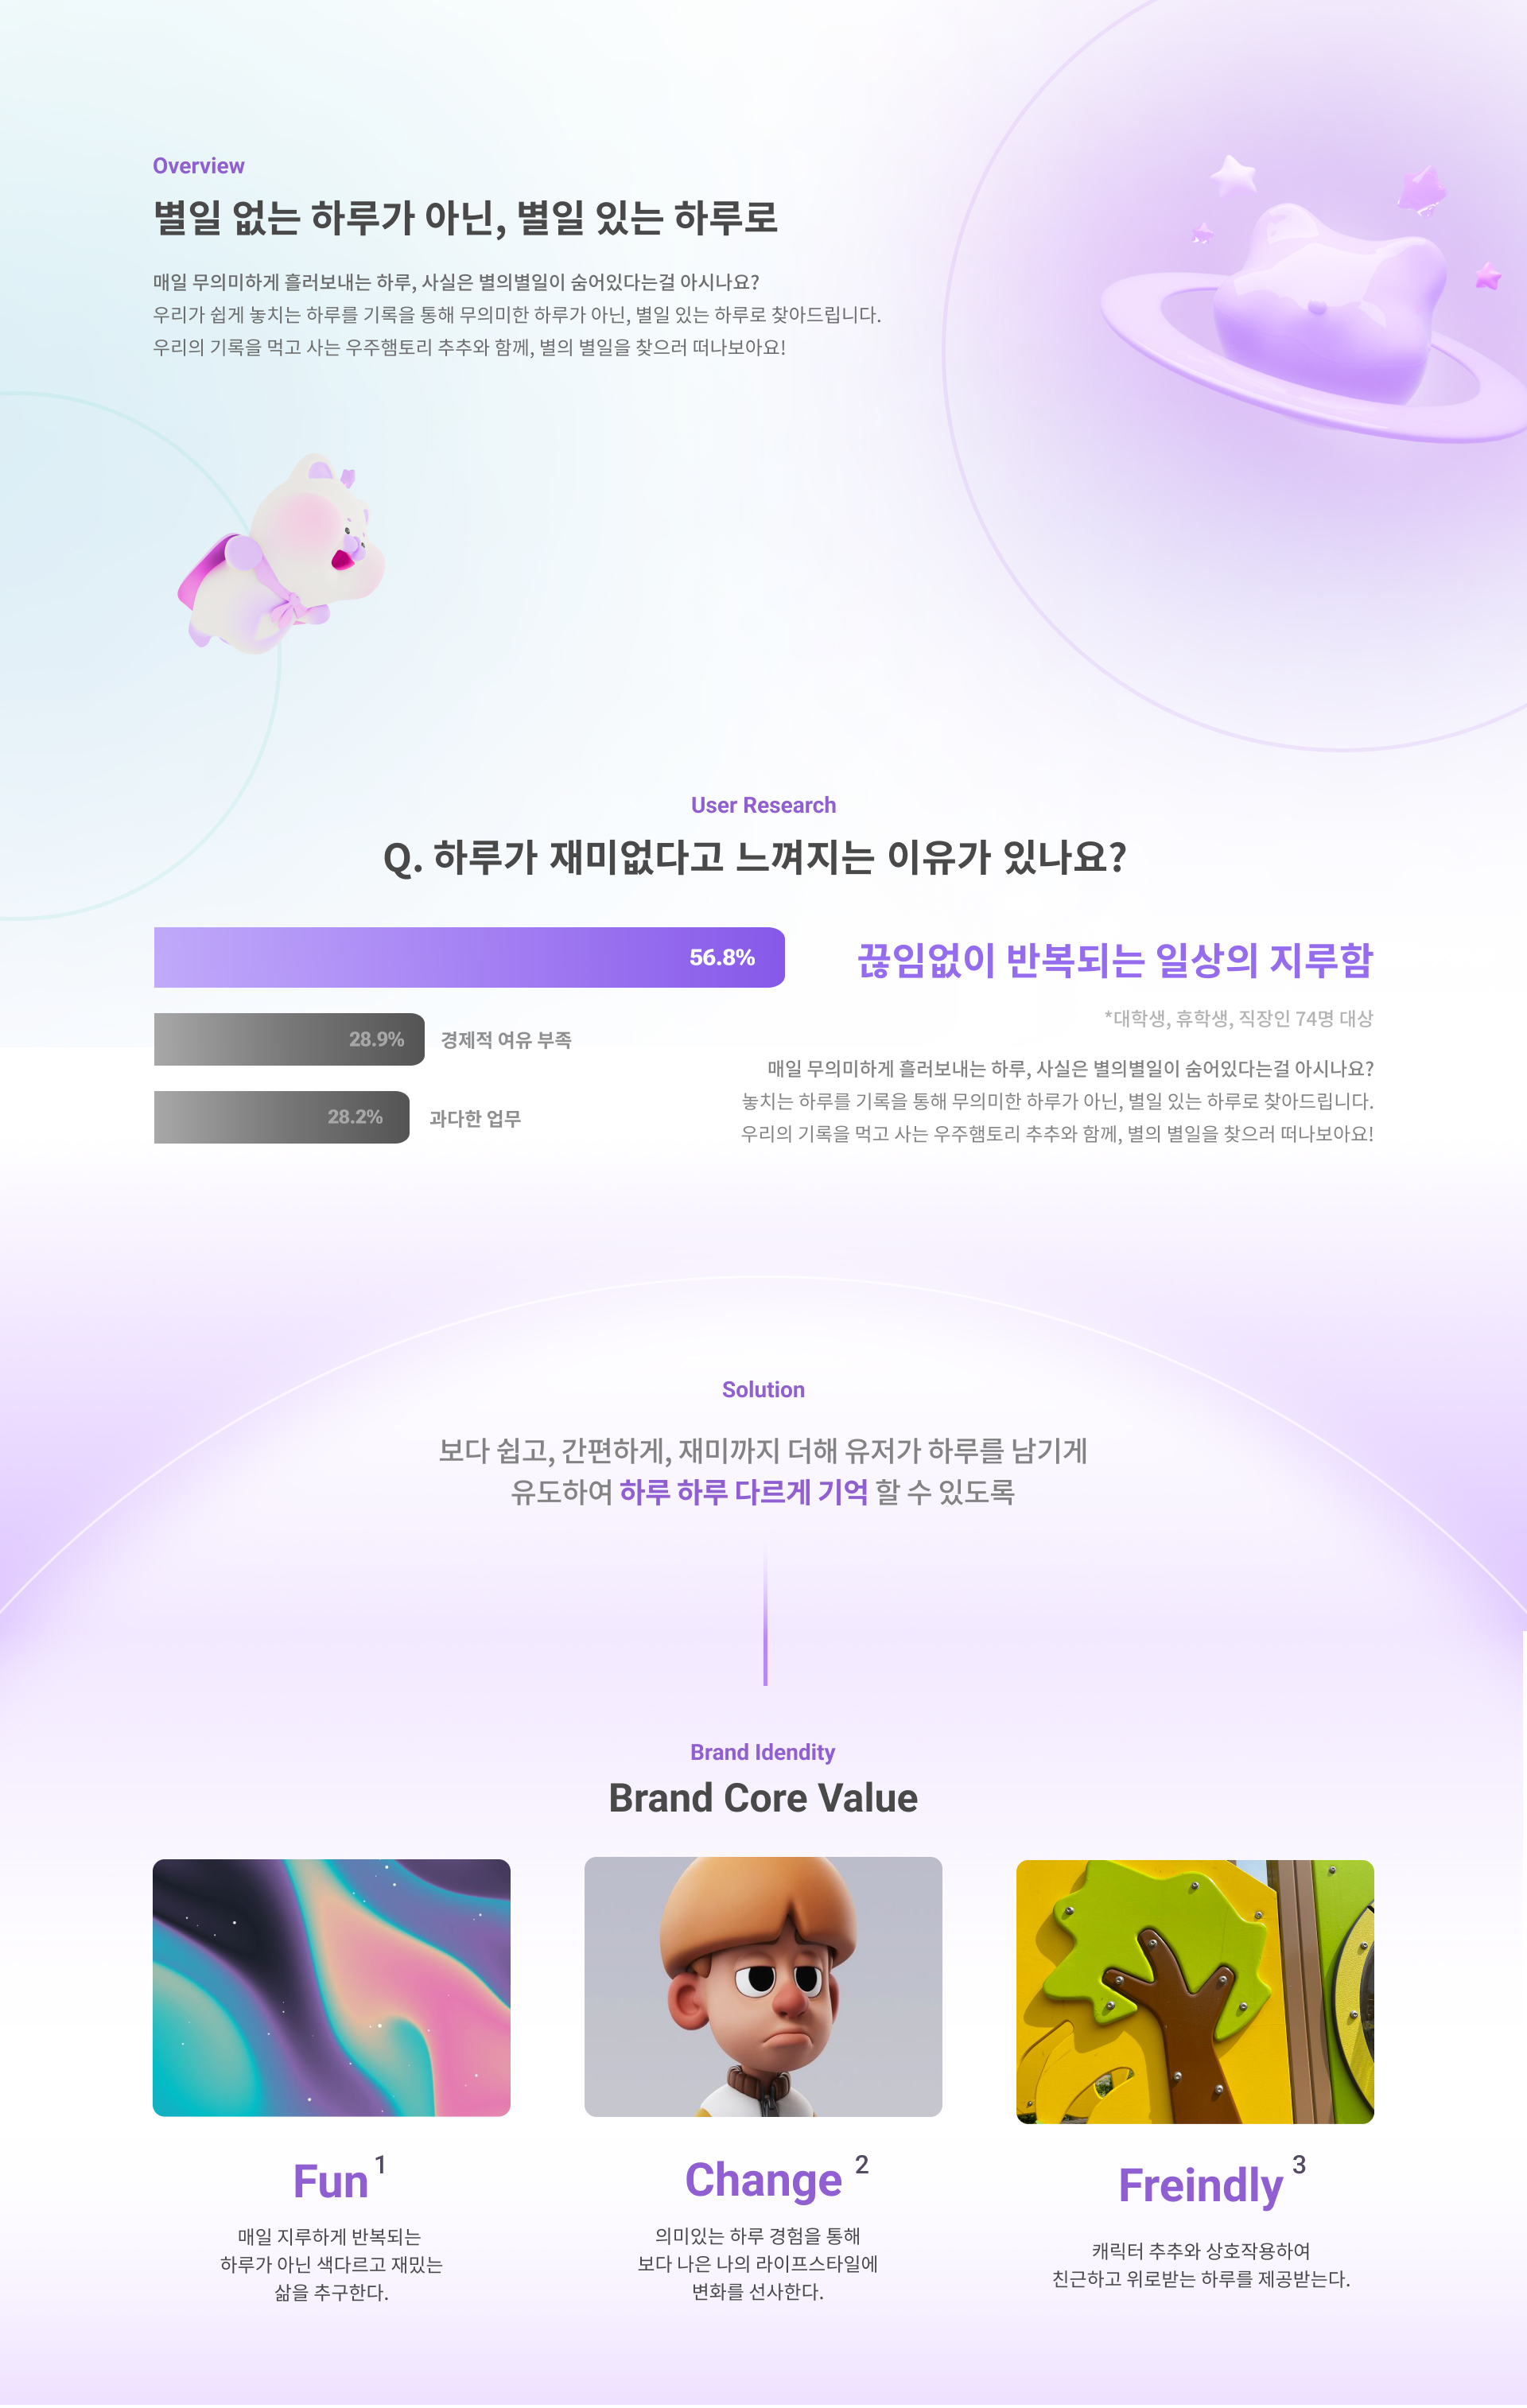 Overview
별일 없는 하루가 아닌, 별일 있는 하루로
매일 무의미하게 흘러보내는 하루, 사실은 별의별일이 숨어있다는걸 아시나요?
우리가 쉽게 놓치는 하루를 기록을 통해 무의미한 하루가 아닌, 별일 있는 하루로 찾아드립니다.
우리의 기록을 먹고 사는 우주햄토리 추추와 함께, 별의 별일을 찾으러 떠나보아요!
User Research
Q. 하루가 재미없다고 느껴지는 이유가 있나요?
56.8%
끊임없이 반복되는 일상의 지루함
28.9%
경제적 여유 부족
28.2%
과다한 업무
*대학생, 휴학생, 직장인 74명 대상
매일 무의미하게 흘러보내는 하루, 사실은 별의별일이 숨어있다는걸 아시나요?
놓치는 하루를 기록을 통해 무의미한 하루가 아닌, 별일 있는 하루로 찾아드립니다.
우리의 기록을 먹고 사는 우주햄토리 추추와 함께, 별의 별일을 찾으러 떠나보아요!
Solution
보다 쉽고, 간편하게, 재미까지 더해 유저가 하루를 남기게
유도하여 하루 하루 다르게 기억 할 수 있도록
Brand Idendity
Brand Core Value
Fun 1
매일 지루하게 반복되는
하루가 아닌 색다르고 재밌는
삶을 추구한다.
Change 2
의미있는 하루 경험을 통해
보다 나은 나의 라이프스타일에
변화를 선사한다.
Freindly 3
캐릭터 추추와 상호작용하여
친근하고 위로받는 하루를 제공받는다.